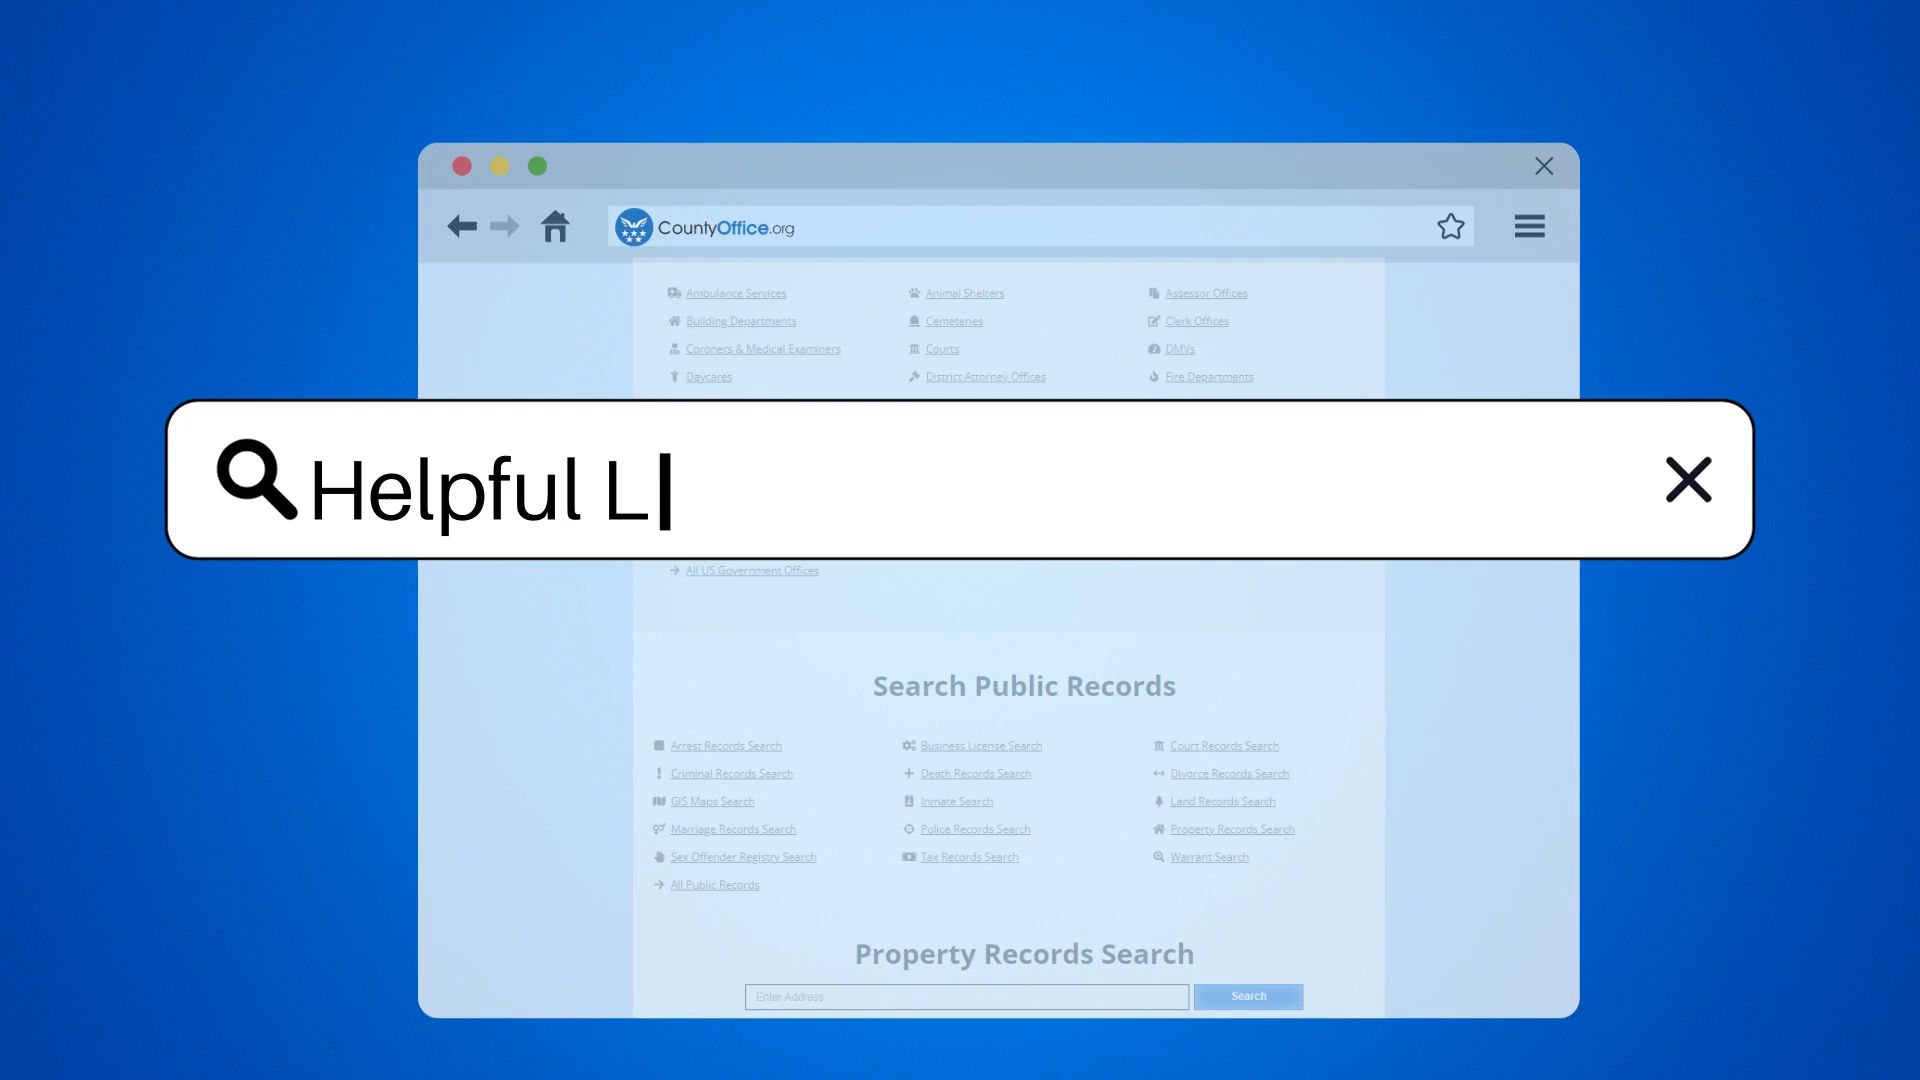 CountyOffice.org
Ambulance Services Animal Shelters Assessor Offices
Building Departments Cemeteries Clerk Offices
Coroners & Medical Examiners Courts DMVs
Daycares District Attorney Offices Fire Departments
Helpful L
All US Government Offices
Search Public Records
Arrest Records Search Business License Search Court Records Search
Criminal Records Search Death Records Search Divorce Records Search
GIS Maps Search Inmate Search Land Records Search
Marriage Records Search Police Records Search Property Records Search
Sex Offender Registry Search Tax Records Search Warrant Search
All Public Records
Property Records Search
Enter Address Search